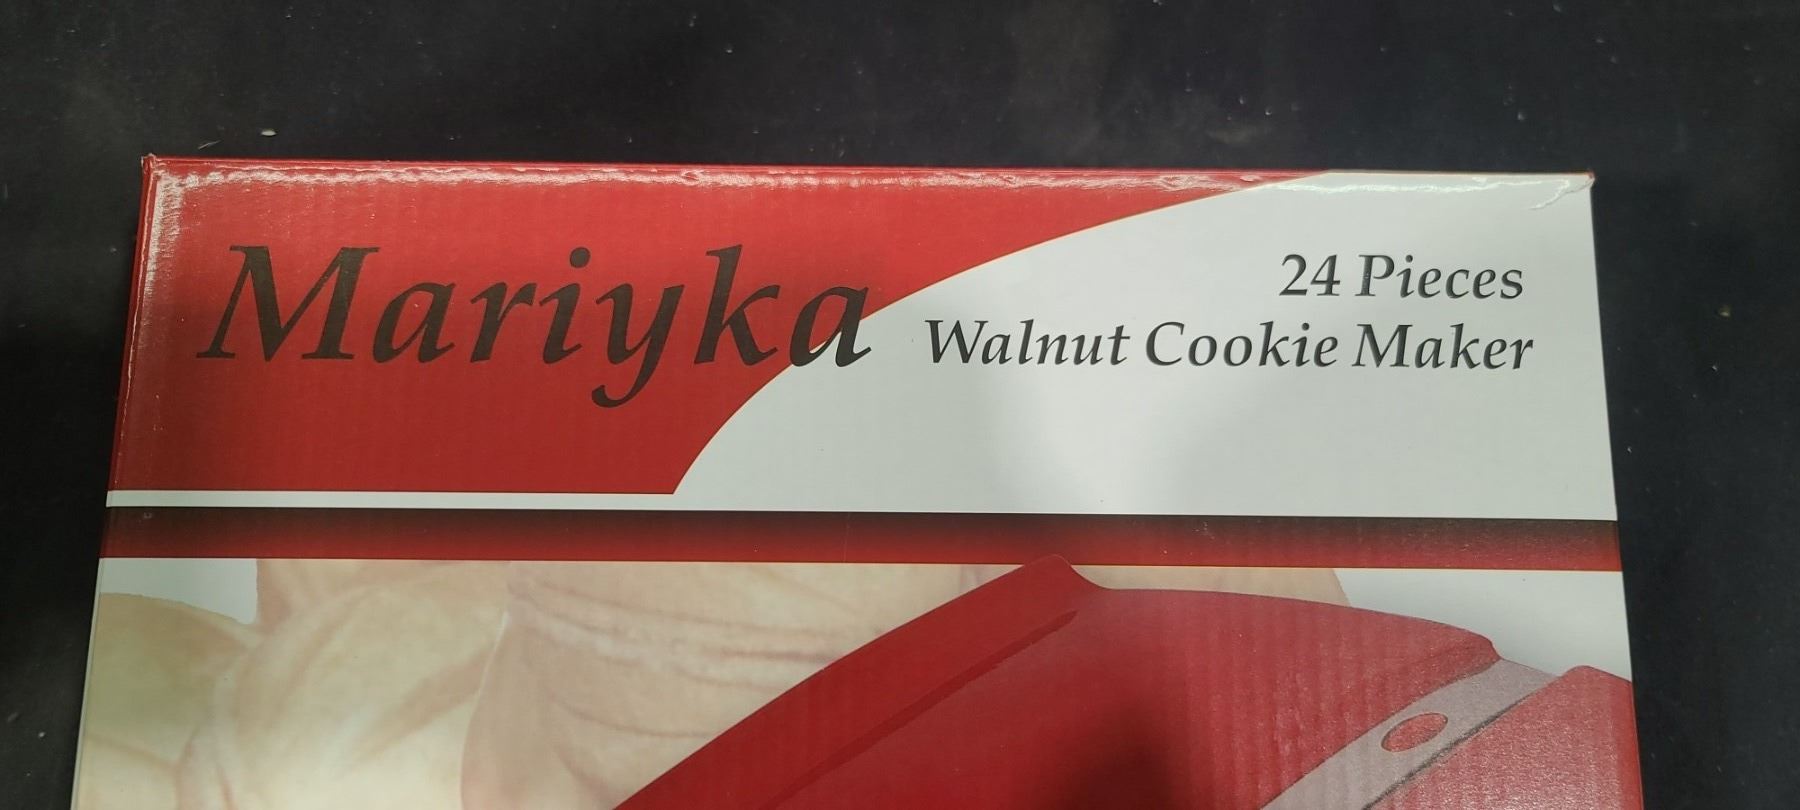 Mariyka
24 Pieces
Walnut Cookie Maker